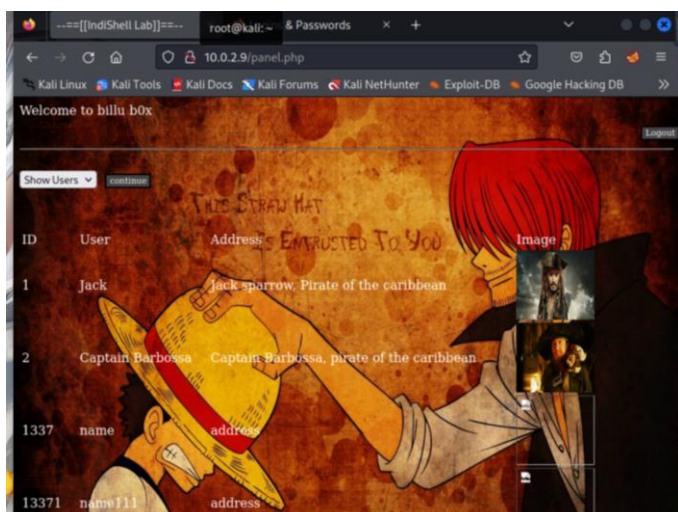 --==[[IndiShell Lab]]==--
root@kali: ~
s & Passwords
10.0.2.9/panel.php
Kali Linux Kali Tools Kali Docs Kali Forums Kali NetHunter Exploit-DB Google Hacking DB
Welcome to billu b0x
Logout
Show Users continue
THIS STRAW HAT
IS ENTRUSTED TO YOU
ID User Address Image
1 Jack Jack sparrow, Pirate of the caribbean
2 Captain Barbossa Captain Barbossa, pirate of the caribbean
1337 name address
13371 name111 address